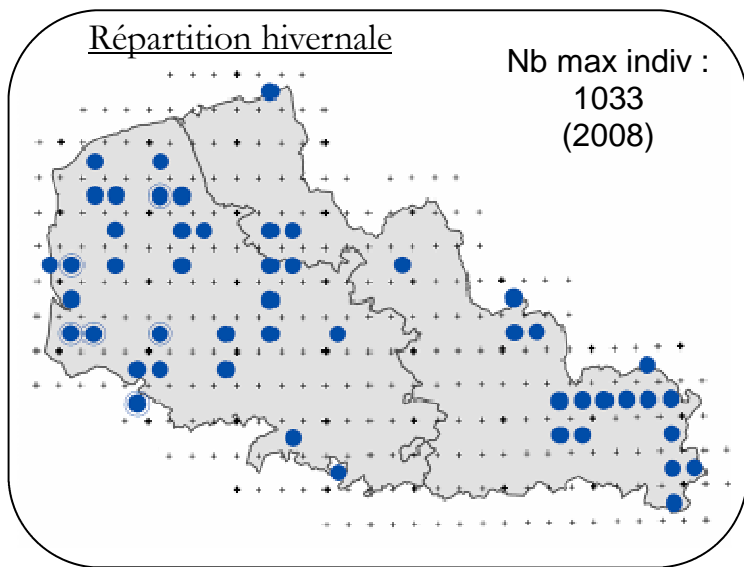 Répartition hivernale
Nb max indiv :
1033
(2008)